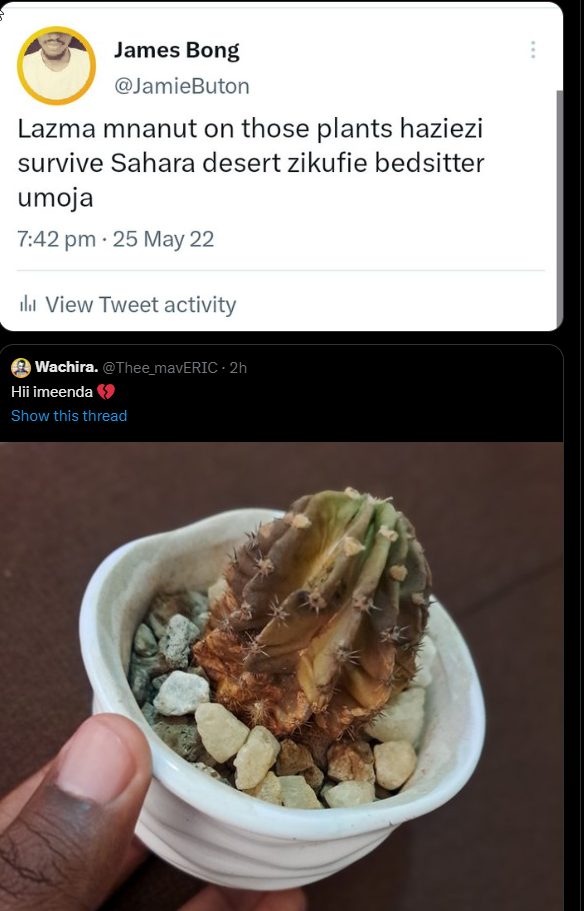 James Bong
@JamieButon
Lazma mnanut on those plants haziezi
survive Sahara desert zikufie bedsitter
umoja
7:42 pm · 25 May 22
View Tweet activity
Wachira. @Thee_mavERIC · 2h
Hii imeenda 💔
Show this thread